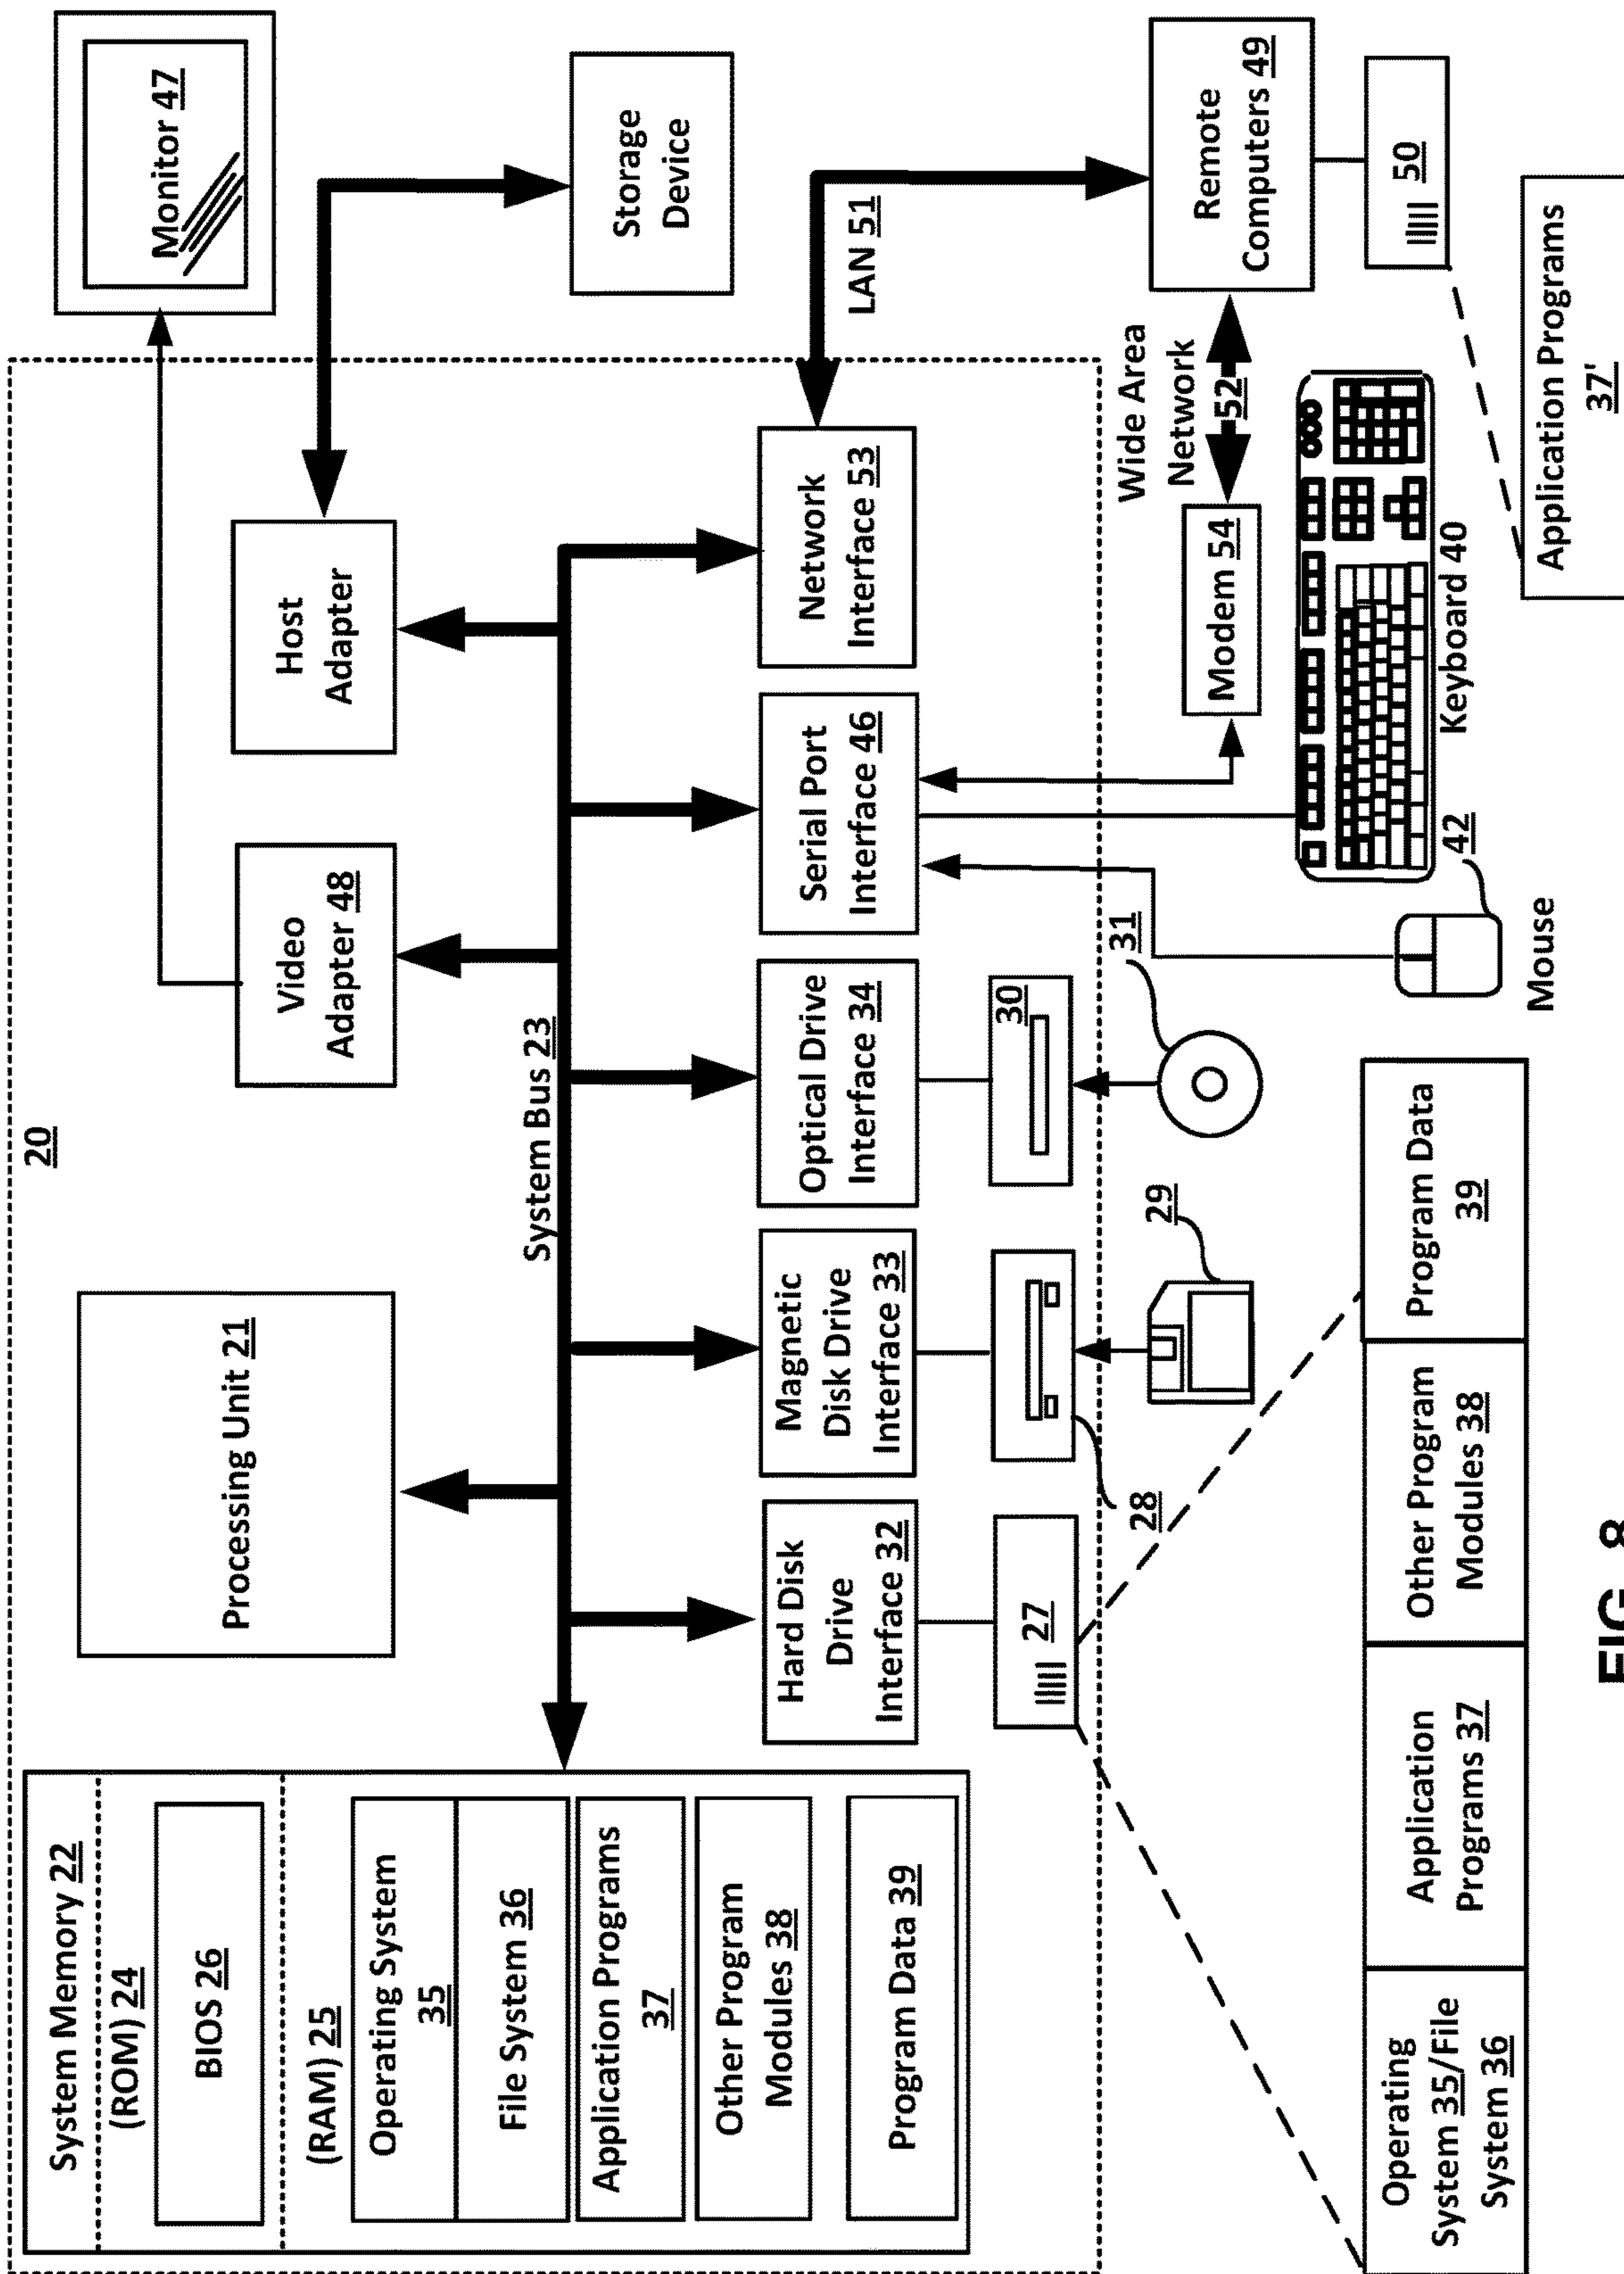 20
System Memory 22
(ROM) 24
BIOS 26
(RAM) 25
Operating System
35
File System 36
Application Programs
37
Other Program
Modules 38
Program Data 39
Processing Unit 21
Video
Adapter 48
Host
Adapter
Monitor 47
Storage
Device
System Bus 23
Hard Disk
Drive
Interface 32
Magnetic
Disk Drive
Interface 33
Optical Drive
Interface 34
Serial Port
Interface 46
Network
Interface 53
LAN 51
27
28
29
30
31
Modem 54
Wide Area
Network
52
Remote
Computers 49
50
Keyboard 40
42
Mouse
Operating
System 35/File
System 36
Application
Programs 37
Other Program
Modules 38
Program Data
39
Application Programs
37'
FIG. 8